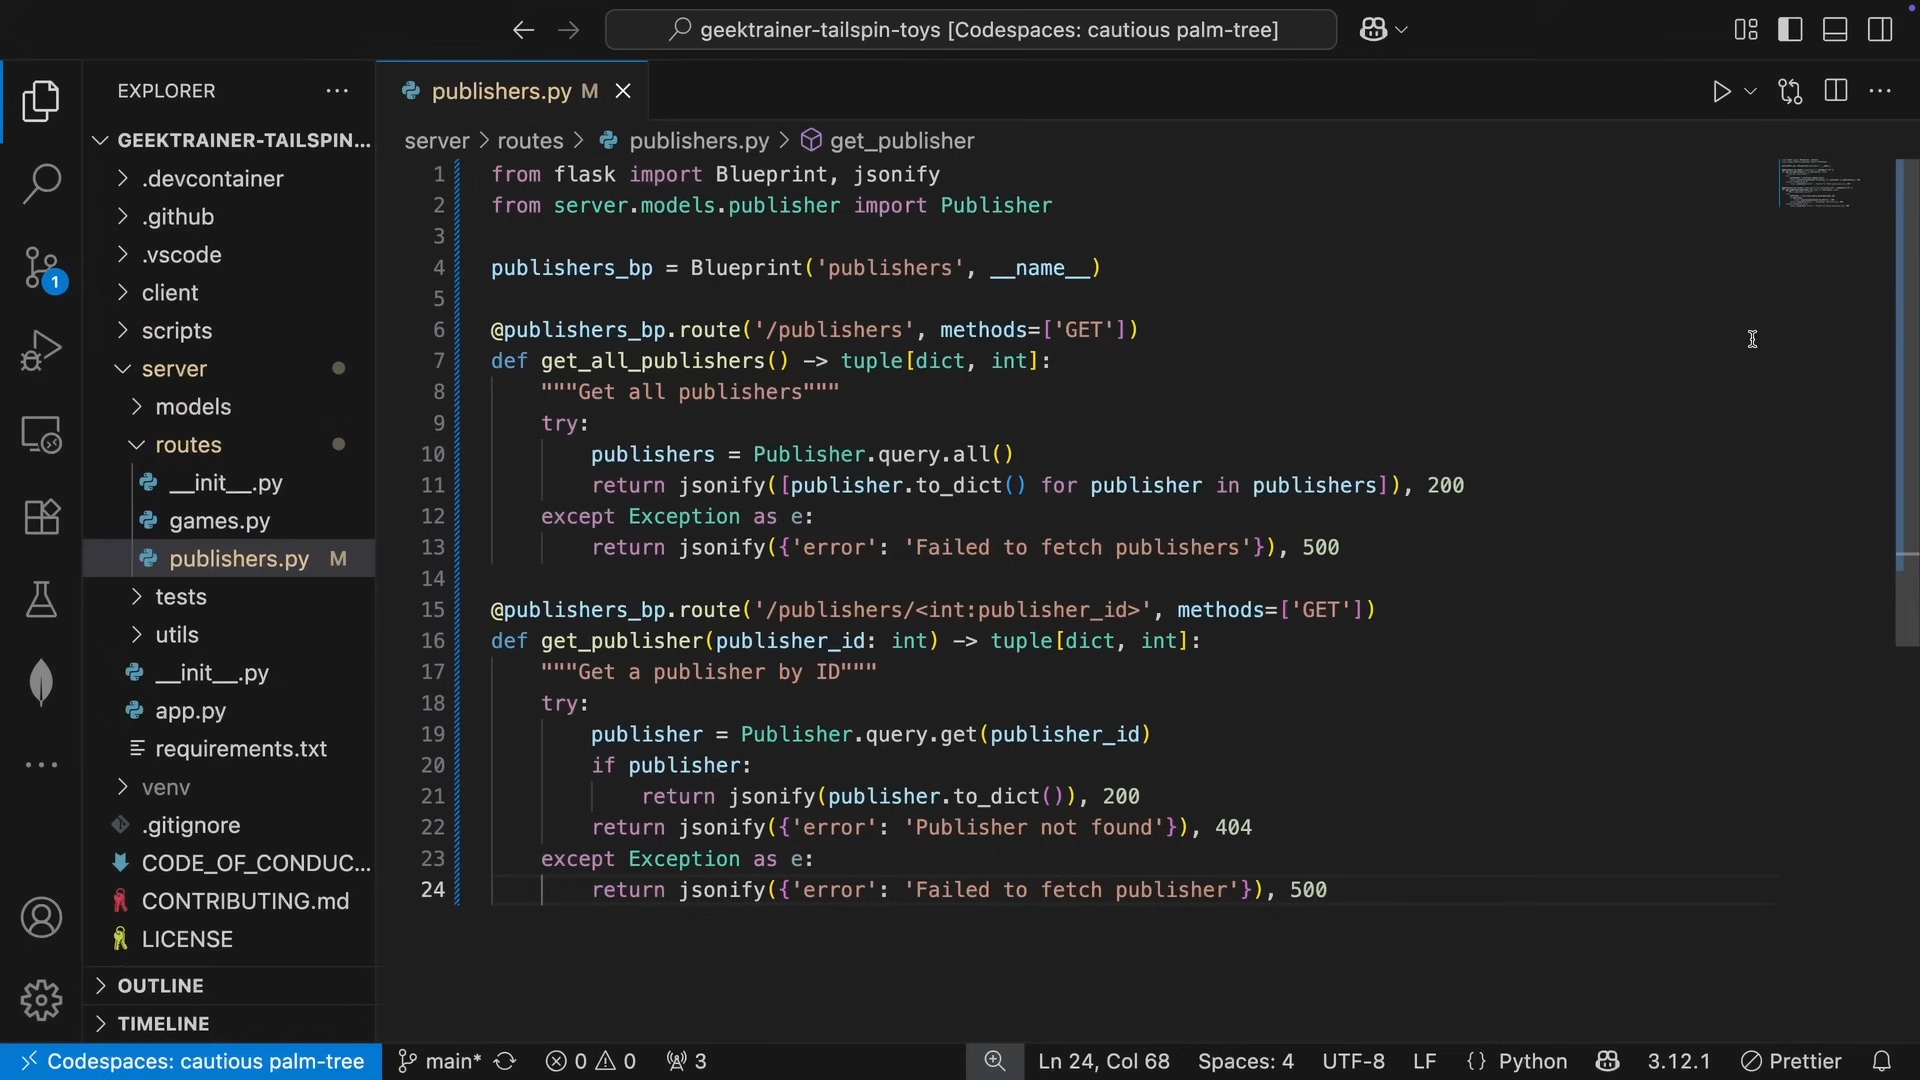 geektrainer-tailspin-toys [Codespaces: cautious palm-tree]
EXPLORER
GEEKTRAINER-TAILSPIN...
.devcontainer
.github
.vscode
client
scripts
server
models
routes
__init__.py
games.py
publishers.py M
tests
utils
__init__.py
app.py
requirements.txt
venv
.gitignore
CODE_OF_CONDUC...
CONTRIBUTING.md
LICENSE
OUTLINE
TIMELINE
1
publishers.py M
server > routes > publishers.py > get_publisher
1 from flask import Blueprint, jsonify
2 from server.models.publisher import Publisher
3
4 publishers_bp = Blueprint('publishers', __name__)
5
6 @publishers_bp.route('/publishers', methods=['GET'])
7 def get_all_publishers() -> tuple[dict, int]:
8 """Get all publishers"""
9 try:
10 publishers = Publisher.query.all()
11 return jsonify([publisher.to_dict() for publisher in publishers]), 200
12 except Exception as e:
13 return jsonify({'error': 'Failed to fetch publishers'}), 500
14
15 @publishers_bp.route('/publishers/<int:publisher_id>', methods=['GET'])
16 def get_publisher(publisher_id: int) -> tuple[dict, int]:
17 """Get a publisher by ID"""
18 try:
19 publisher = Publisher.query.get(publisher_id)
20 if publisher:
21 return jsonify(publisher.to_dict()), 200
22 return jsonify({'error': 'Publisher not found'}), 404
23 except Exception as e:
24 return jsonify({'error': 'Failed to fetch publisher'}), 500
Codespaces: cautious palm-tree main* 0 0 3 Ln 24, Col 68 Spaces: 4 UTF-8 LF {} Python 3.12.1 Prettier